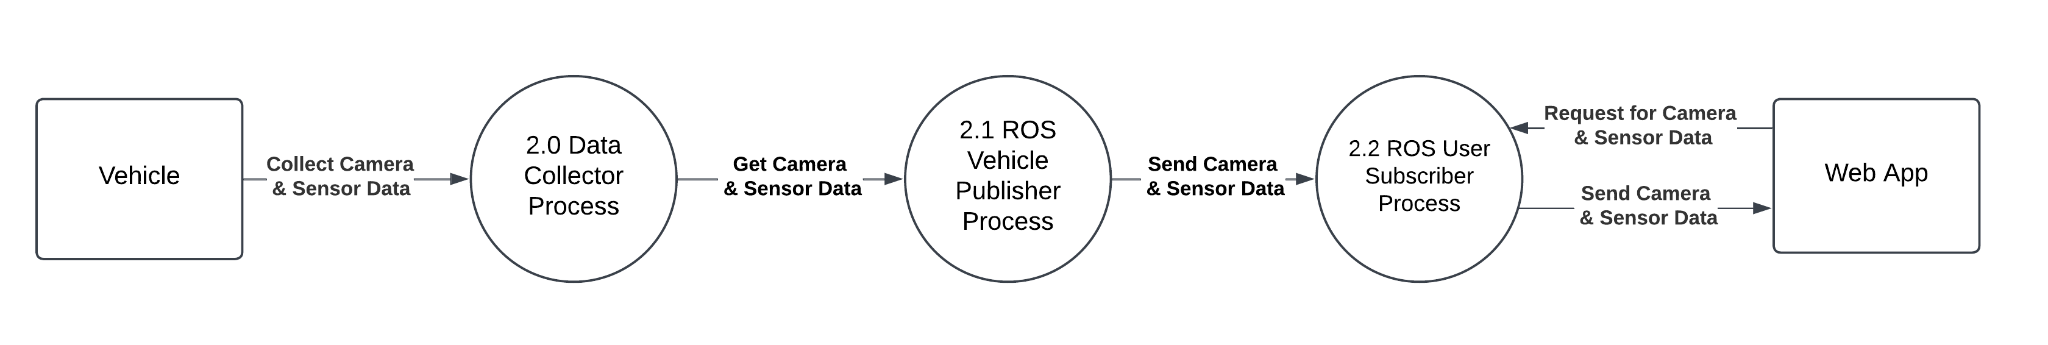 Vehicle
Collect Camera
& Sensor Data
2.0 Data
Collector
Process
Get Camera
& Sensor Data
2.1 ROS
Vehicle
Publisher
Process
Send Camera
& Sensor Data
2.2 ROS User
Subscriber
Process
Request for Camera
& Sensor Data
Send Camera
& Sensor Data
Web App